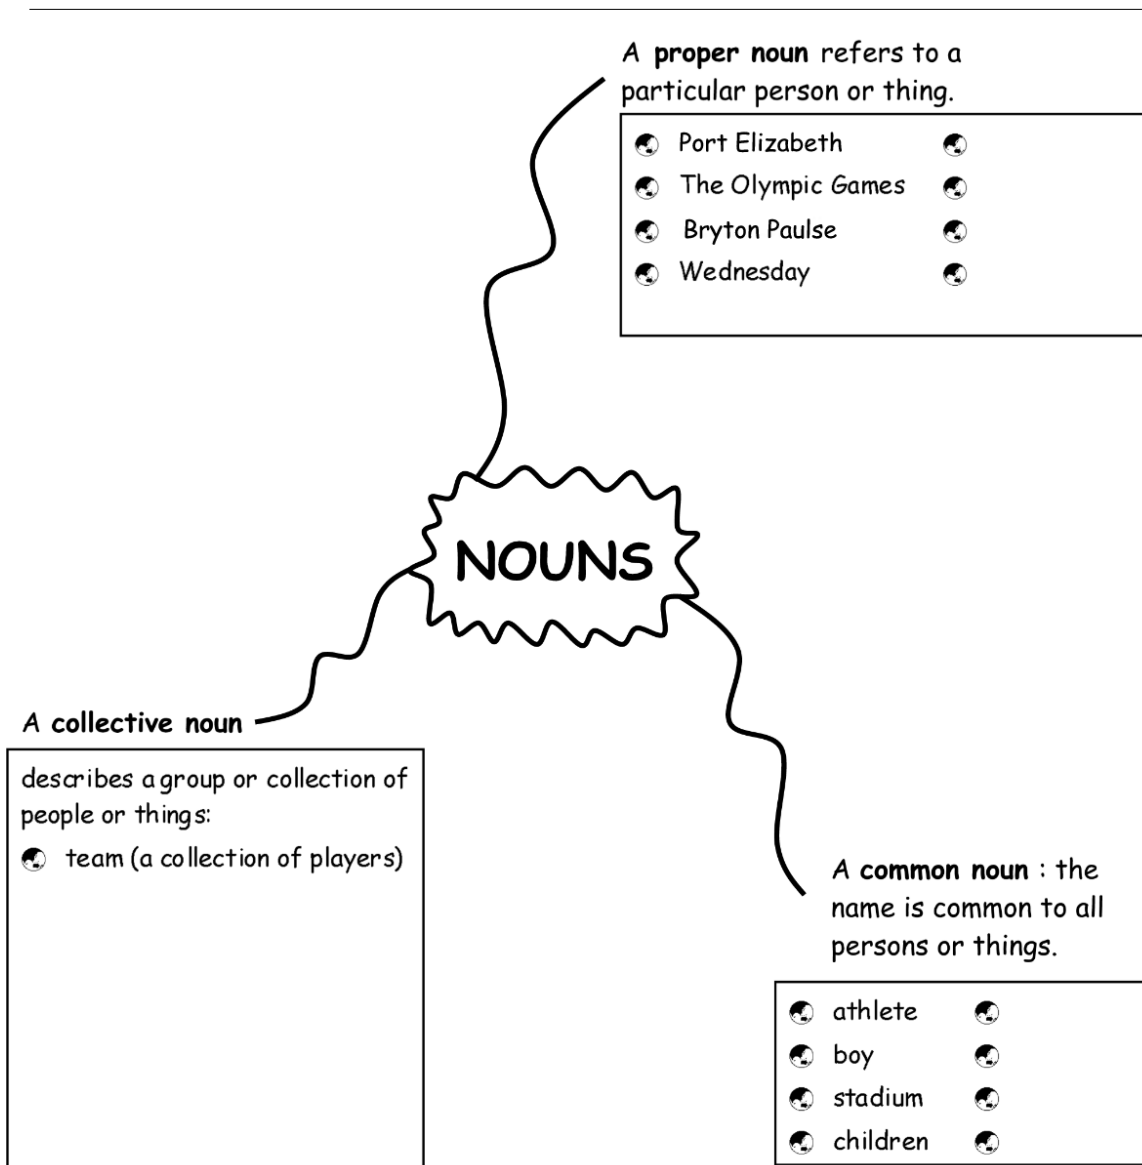 A proper noun refers to a
particular person or thing.
Port Elizabeth
The Olympic Games
Bryton Paulse
Wednesday
NOUNS
A collective noun
describes a group or collection of
people or things:
team (a collection of players)
A common noun : the
name is common to all
persons or things.
athlete
boy
stadium
children